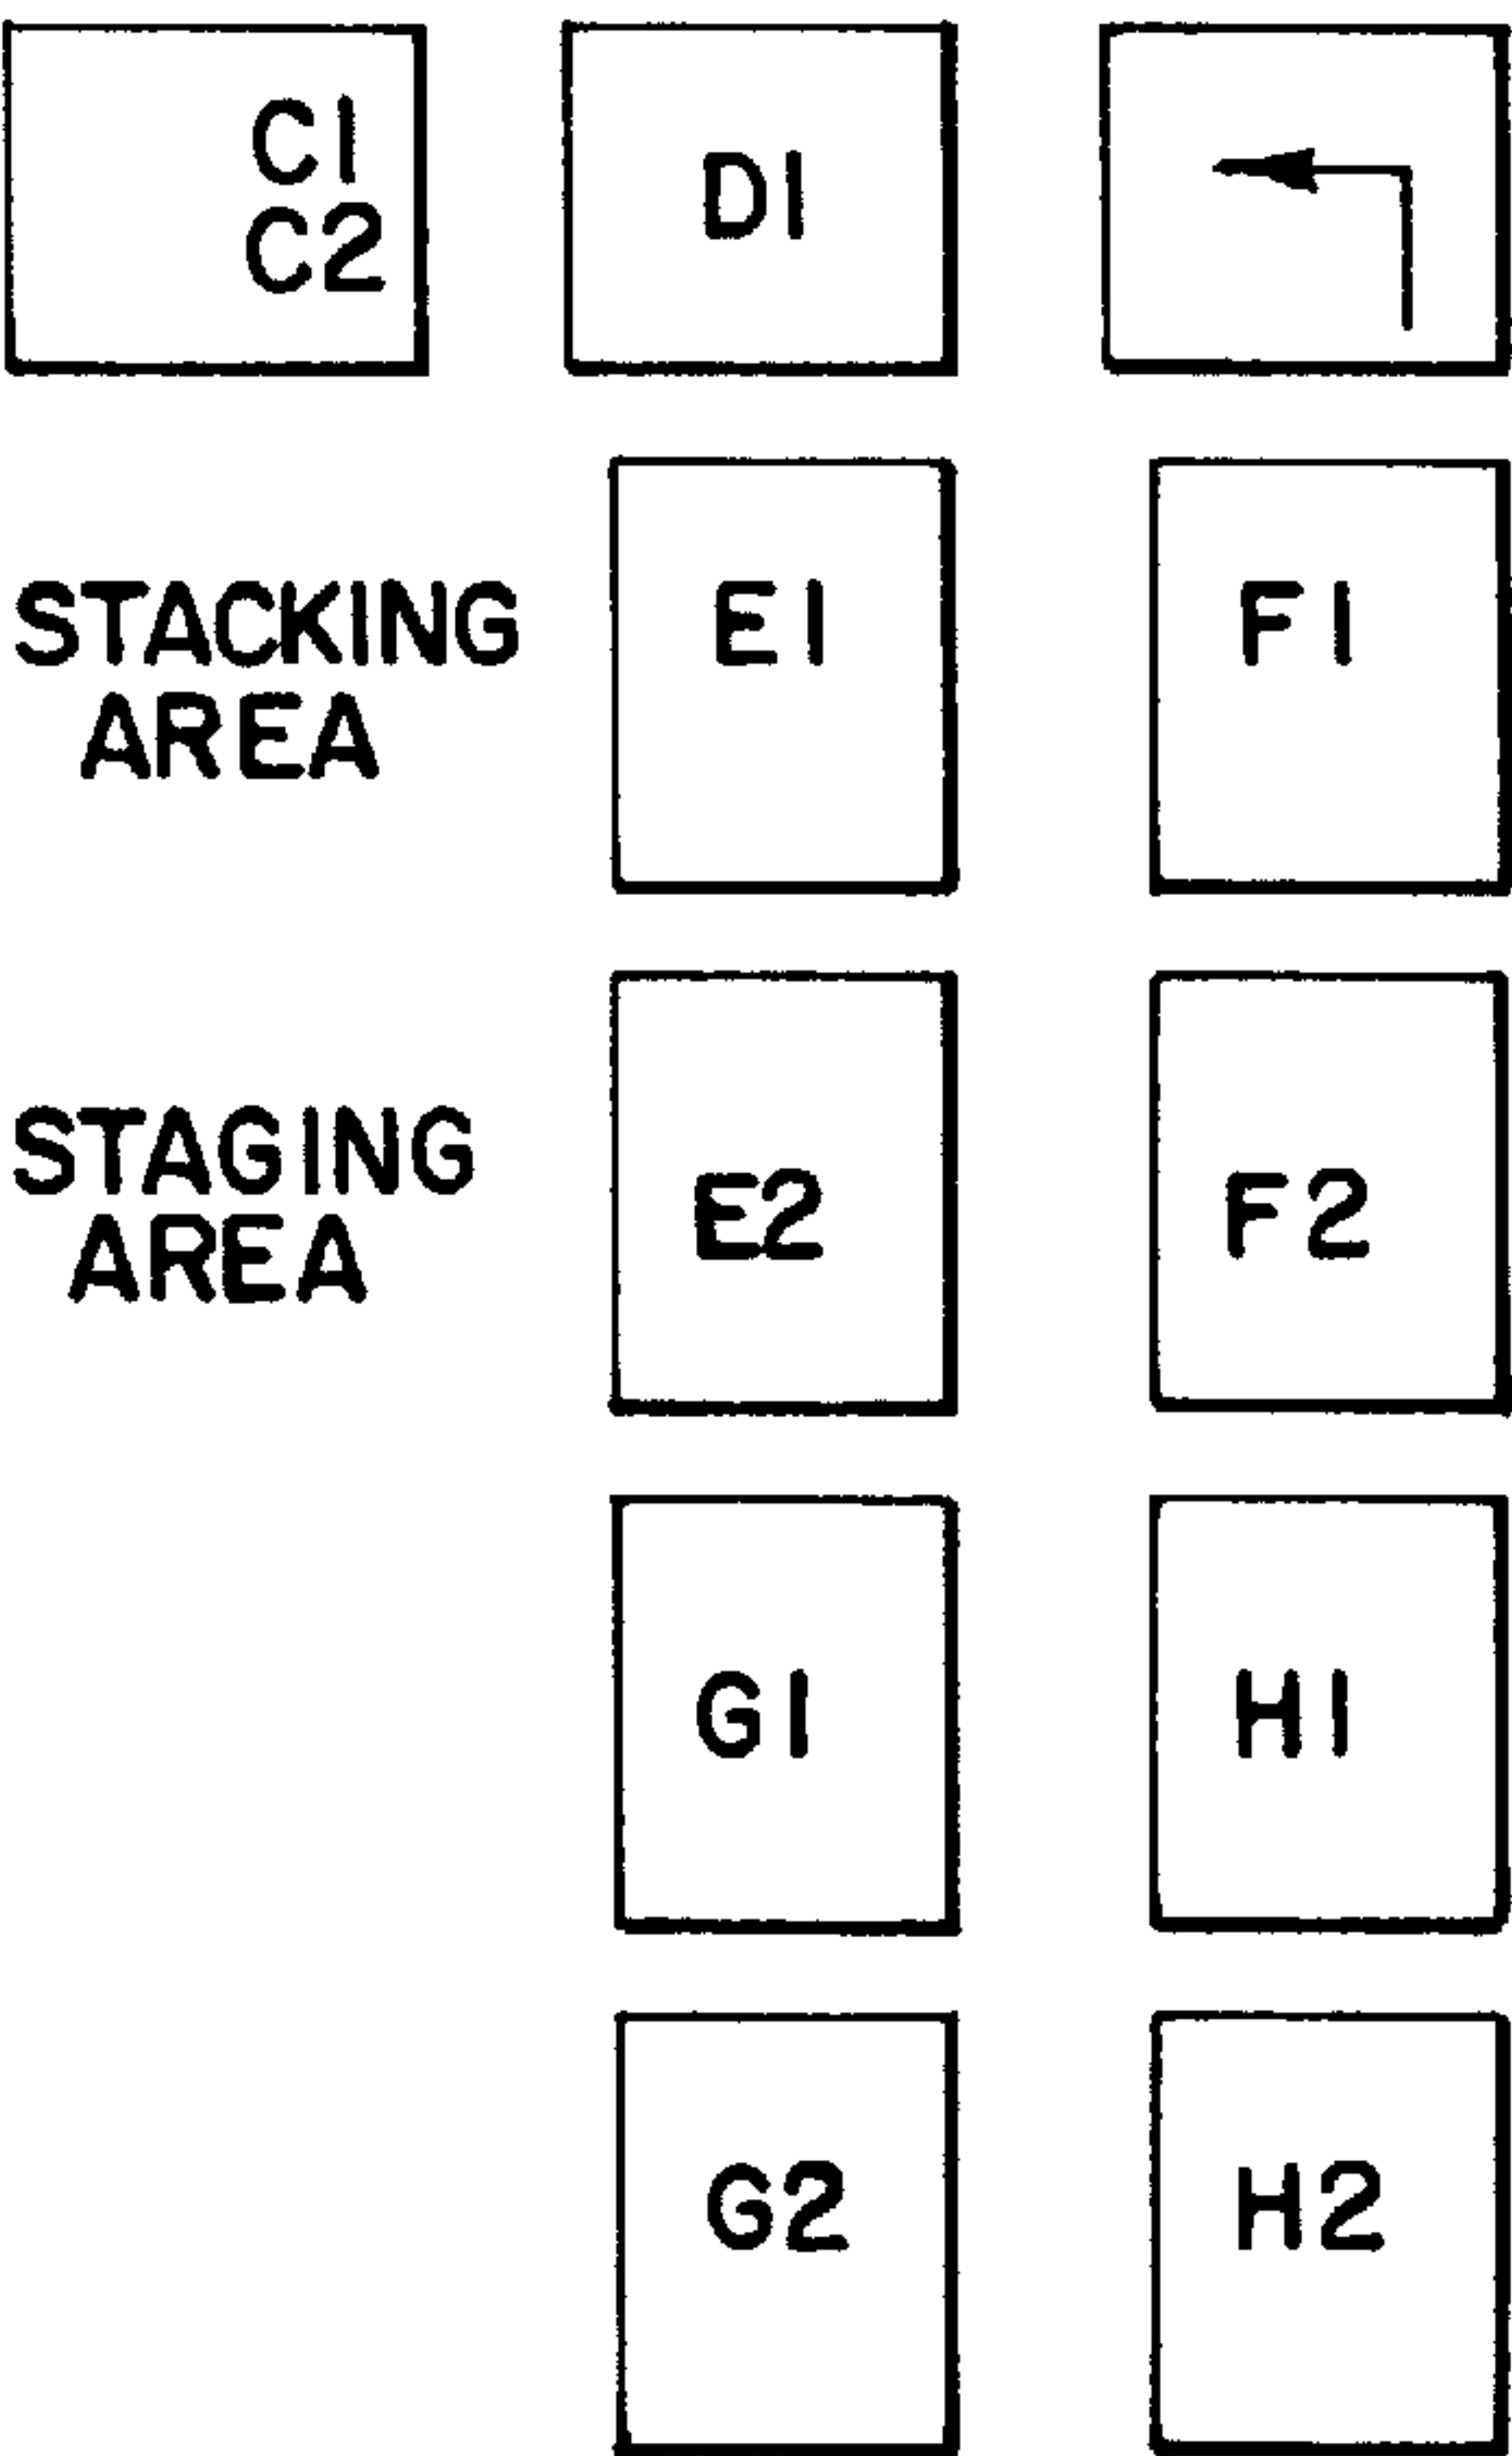 C1
C2
D1
STACKING
AREA
E1
F1
STAGING
AREA
E2
F2
G1
H1
G2
H2